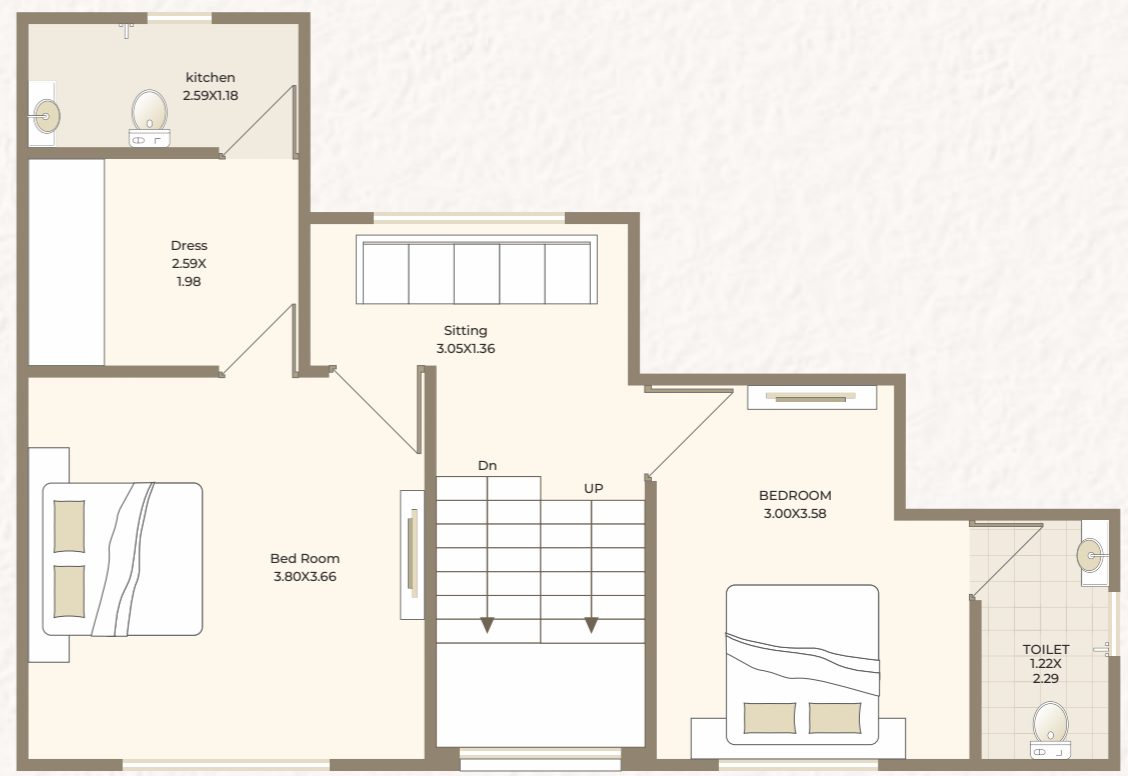 kitchen
2.59X1.18
Dress
2.59X
1.98
Sitting
3.05X1.36
Dn
UP
BEDROOM
3.00X3.58
Bed Room
3.80X3.66
TOILET
1.22X
2.29